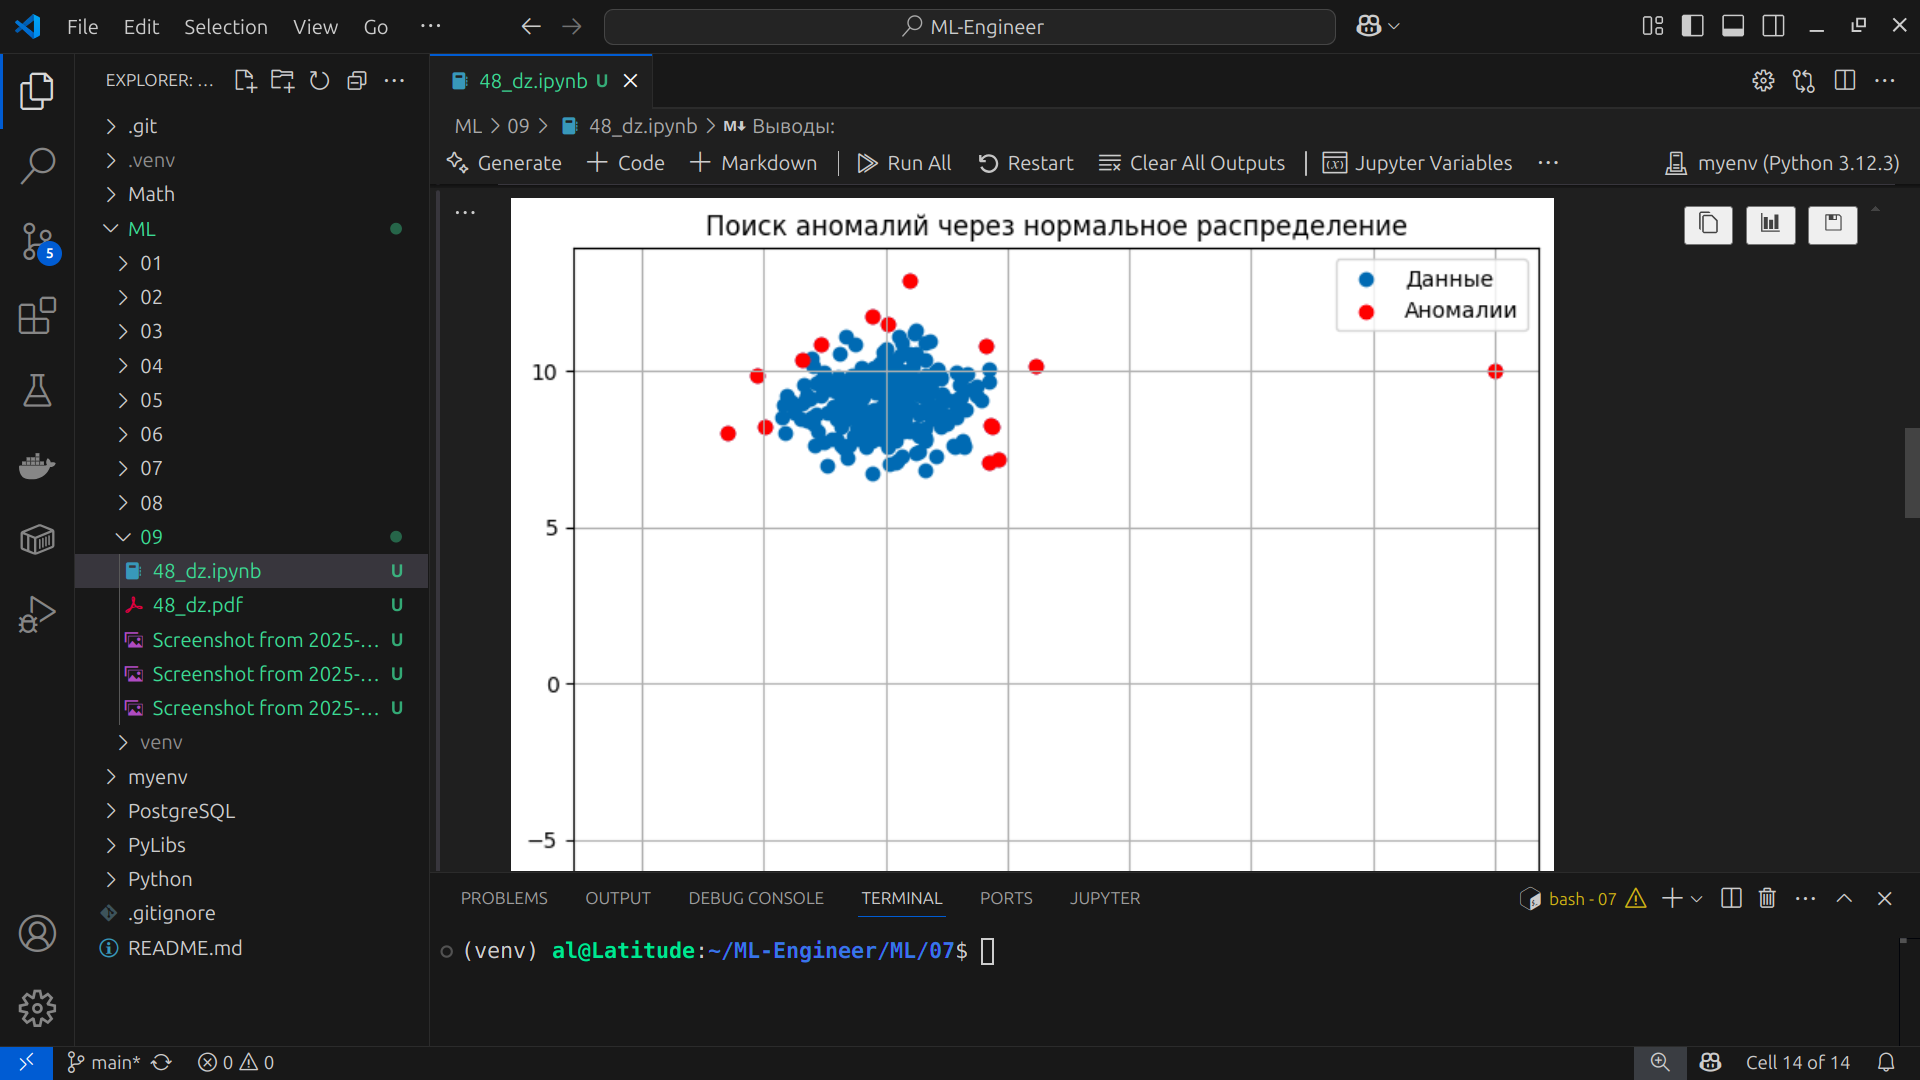 File Edit Selection View Go ... ML-Engineer
EXPLORER: ...
.git
.venv
Math
ML
01
02
03
04
05
06
07
08
09
48_dz.ipynb U
48_dz.pdf U
Screenshot from 2025-... U
Screenshot from 2025-... U
Screenshot from 2025-... U
venv
myenv
PostgreSQL
PyLibs
Python
.gitignore
README.md
5
48_dz.ipynb U
ML > 09 > 48_dz.ipynb > M↓ Выводы:
Generate + Code + Markdown | Run All Restart Clear All Outputs | Jupyter Variables ... myenv (Python 3.12.3)
Поиск аномалий через нормальное распределение
Данные
Аномалии
10
5
0
−5
PROBLEMS OUTPUT DEBUG CONSOLE TERMINAL PORTS JUPYTER bash - 07
(venv) al@Latitude:~/ML-Engineer/ML/07$
main* 0 0 Cell 14 of 14